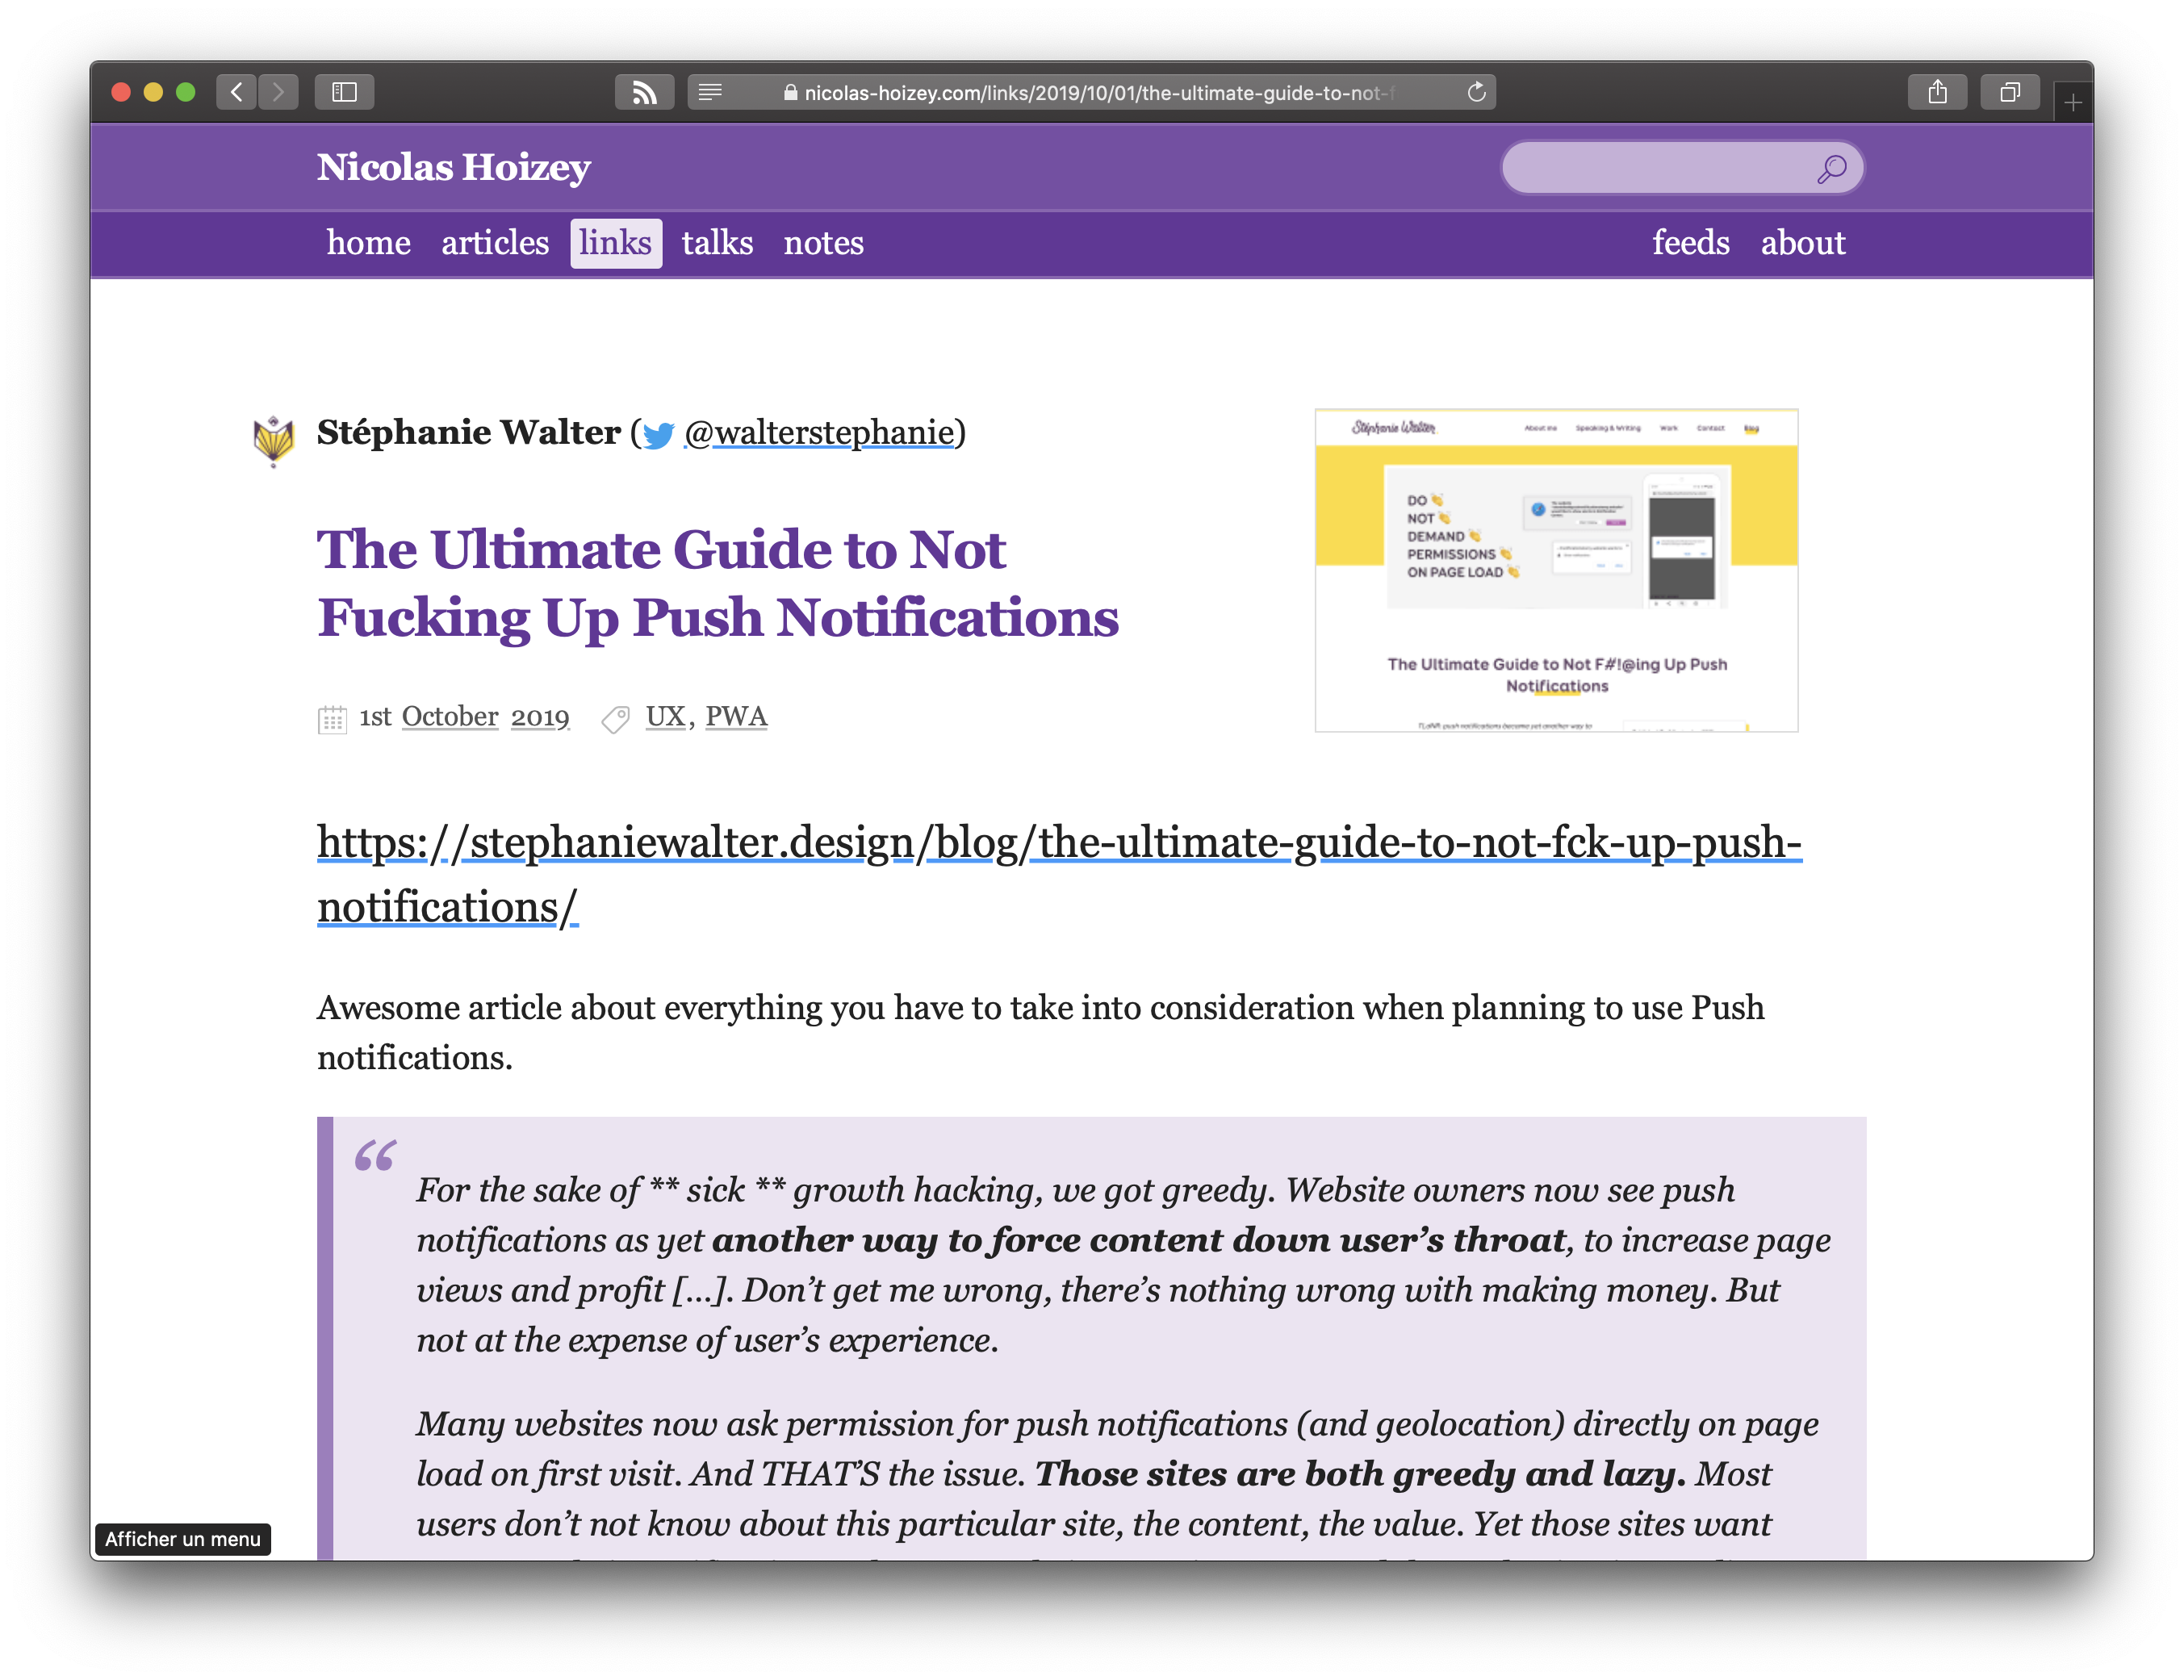 nicolas-hoizey.com/links/2019/10/01/the-ultimate-guide-to-not-f
Nicolas Hoizey
home articles links talks notes feeds about
Stéphanie Walter (@walterstephanie)
The Ultimate Guide to Not
Fucking Up Push Notifications
1st October 2019 UX, PWA
Stéphanie Walter
About me Speaking & Writing Work Contact Blog
DO 👏
NOT 👏
DEMAND 👏
PERMISSIONS 👏
ON PAGE LOAD 👏
The Ultimate Guide to Not F#!@ing Up Push
Notifications
TL;DNR: push notifications became yet another way to
https://stephaniewalter.design/blog/the-ultimate-guide-to-not-fck-up-push-
notifications/
Awesome article about everything you have to take into consideration when planning to use Push
notifications.
“
For the sake of ** sick ** growth hacking, we got greedy. Website owners now see push
notifications as yet another way to force content down user’s throat, to increase page
views and profit […]. Don’t get me wrong, there’s nothing wrong with making money. But
not at the expense of user’s experience.
Many websites now ask permission for push notifications (and geolocation) directly on page
load on first visit. And THAT’S the issue. Those sites are both greedy and lazy. Most
users don’t not know about this particular site, the content, the value. Yet those sites want
Afficher un menu